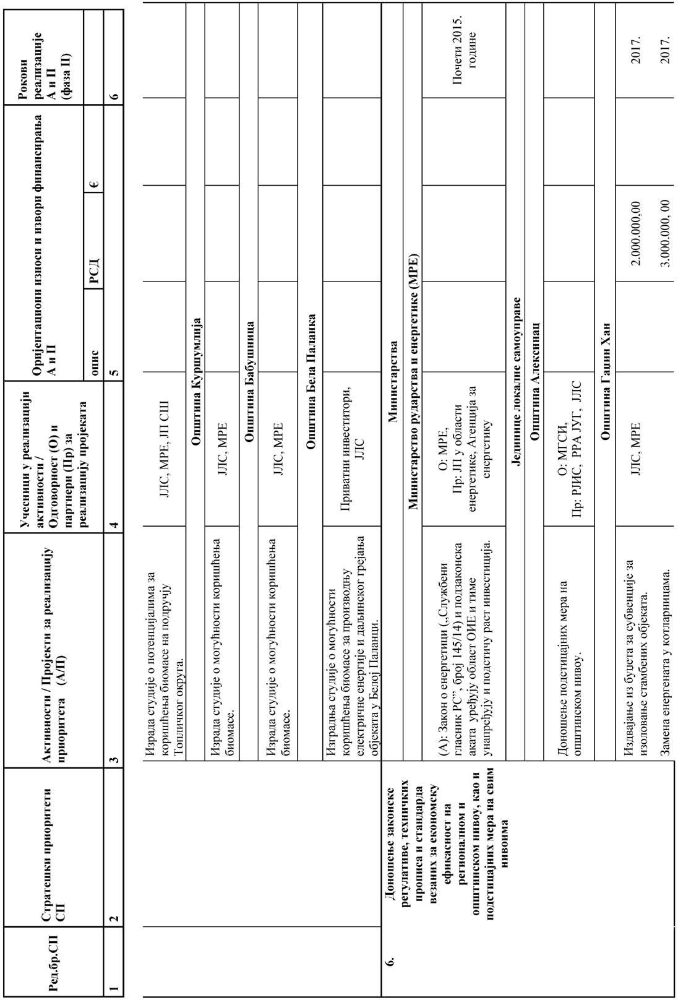 Ред.бр.СП
Стратешки приоритети
СП
Активности / Пројекти за реализацију
приоритета (А/П)
Учесници у реализацији
активности /
Одговорност (О) и
партнери (Пр) за
реализацију пројеката
Оријентациони износи и извори финансирања
А и П
опис
РСД
€
Рокови
реализације
А и П
(фаза II)
1
2
3
4
5
6
Израда студије о потенцијалима за
коришћења биомасе на подручју
Топличког округа.
ЈЛС, МРЕ, ЈП СШ
Општина Куршумлија
Израда студије о могућности коришћења
биомасе.
ЈЛС, МРЕ
Општина Бабушница
Израда студије о могућности коришћења
биомасе.
ЈЛС, МРЕ
Општина Бела Паланка
Изградња студије о могућности
коришћења биомасе за производњу
електричне енергије и даљинског грејања
објеката у Белој Паланци.
Приватни инвеститори,
ЈЛС
6.
Доношење законске
регулативе, техничких
прописа и стандарда
везаних за економску
ефикасност на
регионалном и
општинском нивоу, као и
подстицајних мера на свим
нивоима
Министарства
Министарство рударства и енергетике (МРЕ)
(А): Закон о енергетици („Службени
гласник РС”, број 145/14) и подзаконска
аката уређују област ОИЕ и тиме
унапређују и подстичу раст инвестиција.
О: МРЕ,
Пр: ЈП у области
енергетике, Агенција за
енергетику
Почети 2015.
године
Јединице локалне самоуправе
Општина Алексинац
Доношење подстицајних мера на
општинском нивоу.
О: МГСИ,
Пр: РЈИС, РРА ЈУГ, ЈЛС
Општина Гаџин Хан
Издвајање из буџета за субвенције за
изоловање стамбених објеката.
ЈЛС, МРЕ
2.000.000,00
2017.
Замена енергената у котларницама.
3.000.000, 00
2017.